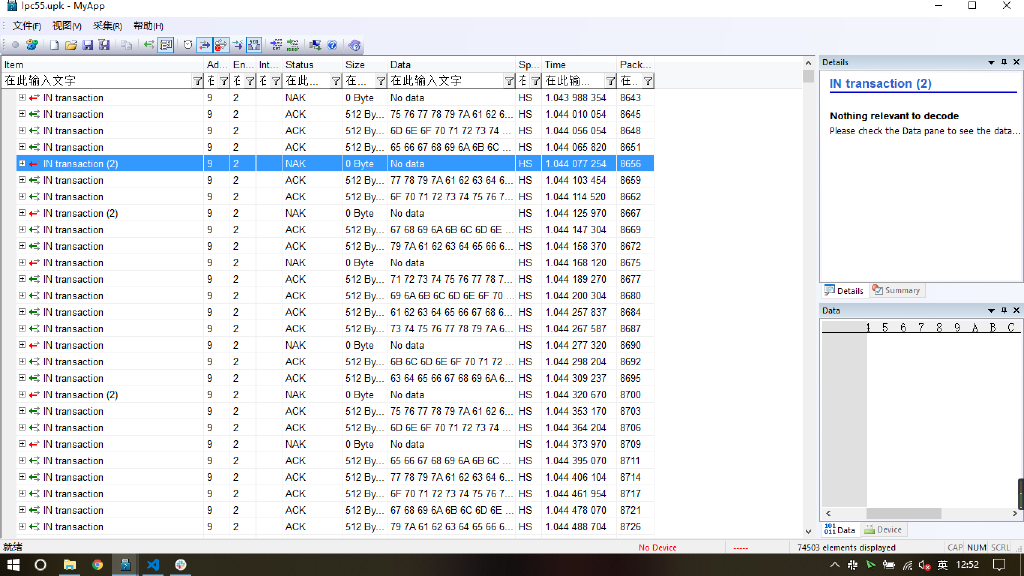 lpc55.upk - MyApp
文件(F) 视图(V) 采集(R) 帮助(H)
Item Ad... En... Int... Status Size Data Sp... Time Pack...
在此输入文字 在 在 在 在此... 在... 在此输入文字 在 在此输... 在...
IN transaction 9 2 NAK 0 Byte No data HS 1.043 988 354 8643
IN transaction 9 2 ACK 512 By... 75 76 77 78 79 7A 61 62 6... HS 1.044 010 054 8645
IN transaction 9 2 ACK 512 By... 6D 6E 6F 70 71 72 73 74 ... HS 1.044 056 054 8648
IN transaction 9 2 ACK 512 By... 65 66 67 68 69 6A 6B 6C ... HS 1.044 065 820 8651
IN transaction (2) 9 2 NAK 0 Byte No data HS 1.044 077 254 8656
IN transaction 9 2 ACK 512 By... 77 78 79 7A 61 62 63 64 6... HS 1.044 103 454 8659
IN transaction 9 2 ACK 512 By... 6F 70 71 72 73 74 75 76 7... HS 1.044 114 520 8662
IN transaction (2) 9 2 NAK 0 Byte No data HS 1.044 125 970 8667
IN transaction 9 2 ACK 512 By... 67 68 69 6A 6B 6C 6D 6E ... HS 1.044 147 304 8669
IN transaction 9 2 ACK 512 By... 79 7A 61 62 63 64 65 66 6... HS 1.044 158 370 8672
IN transaction 9 2 NAK 0 Byte No data HS 1.044 168 120 8675
IN transaction 9 2 ACK 512 By... 71 72 73 74 75 76 77 78 7... HS 1.044 189 270 8677
IN transaction 9 2 ACK 512 By... 69 6A 6B 6C 6D 6E 6F 70 ... HS 1.044 200 304 8680
IN transaction 9 2 ACK 512 By... 61 62 63 64 65 66 67 68 6... HS 1.044 257 837 8684
IN transaction 9 2 ACK 512 By... 73 74 75 76 77 78 79 7A 6... HS 1.044 267 587 8687
IN transaction 9 2 NAK 0 Byte No data HS 1.044 277 320 8690
IN transaction 9 2 ACK 512 By... 6B 6C 6D 6E 6F 70 71 72 ... HS 1.044 298 204 8692
IN transaction 9 2 ACK 512 By... 63 64 65 66 67 68 69 6A 6... HS 1.044 309 237 8695
IN transaction (2) 9 2 NAK 0 Byte No data HS 1.044 320 670 8700
IN transaction 9 2 ACK 512 By... 75 76 77 78 79 7A 61 62 6... HS 1.044 353 170 8703
IN transaction 9 2 ACK 512 By... 6D 6E 6F 70 71 72 73 74 ... HS 1.044 364 204 8706
IN transaction 9 2 NAK 0 Byte No data HS 1.044 373 970 8709
IN transaction 9 2 ACK 512 By... 65 66 67 68 69 6A 6B 6C ... HS 1.044 395 070 8711
IN transaction 9 2 ACK 512 By... 77 78 79 7A 61 62 63 64 6... HS 1.044 406 104 8714
IN transaction 9 2 ACK 512 By... 6F 70 71 72 73 74 75 76 7... HS 1.044 461 954 8717
IN transaction 9 2 ACK 512 By... 67 68 69 6A 6B 6C 6D 6E ... HS 1.044 478 070 8721
IN transaction 9 2 ACK 512 By... 79 7A 61 62 63 64 65 66 6... HS 1.044 488 704 8726
Details
IN transaction (2)
Nothing relevant to decode
Please check the Data pane to see the data...
Details Summary
Data
1 5 6 7 8 9 A B C
Data Device
就绪 No Device ----- 74503 elements displayed CAP NUM SCRL
英 12:52